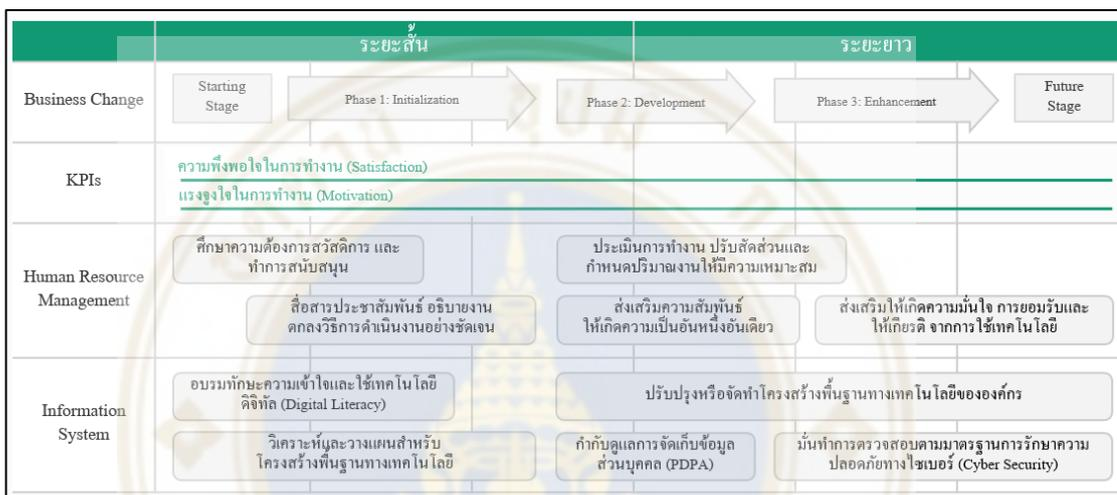 ระยะสั้น
ระยะยาว
Business Change
Starting
Stage
Phase 1: Initialization
Phase 2: Development
Phase 3: Enhancement
Future
Stage
KPIs
ความพึงพอใจในการทำงาน (Satisfaction)
แรงจูงใจในการทำงาน (Motivation)
Human Resource
Management
ศึกษาความต้องการสวัสดิการ และ
ทำการสนับสนุน
ประเมินการทำงาน ปรับสัดส่วนและ
กำหนดปริมาณงานให้มีความเหมาะสม
สื่อสารประชาสัมพันธ์ อธิบายงาน
ตกลงวิธีการดำเนินงานอย่างชัดเจน
ส่งเสริมความสัมพันธ์
ให้เกิดความเป็นอันหนึ่งอันเดียว
ส่งเสริมให้เกิดความมั่นใจ การยอมรับและ
ให้เกียรติ จากการใช้เทคโนโลยี
Information
System
อบรมทักษะความเข้าใจและใช้เทคโนโลยี
ดิจิทัล (Digital Literacy)
ปรับปรุงหรือจัดทำโครงสร้างพื้นฐานทางเทคโนโลยีขององค์กร
วิเคราะห์และวางแผนสำหรับ
โครงสร้างพื้นฐานทางเทคโนโลยี
กำกับดูแลการจัดเก็บข้อมูล
ส่วนบุคคล (PDPA)
มั่นทำการตรวจสอบตามมาตรฐานการรักษาความ
ปลอดภัยทางไซเบอร์ (Cyber Security)